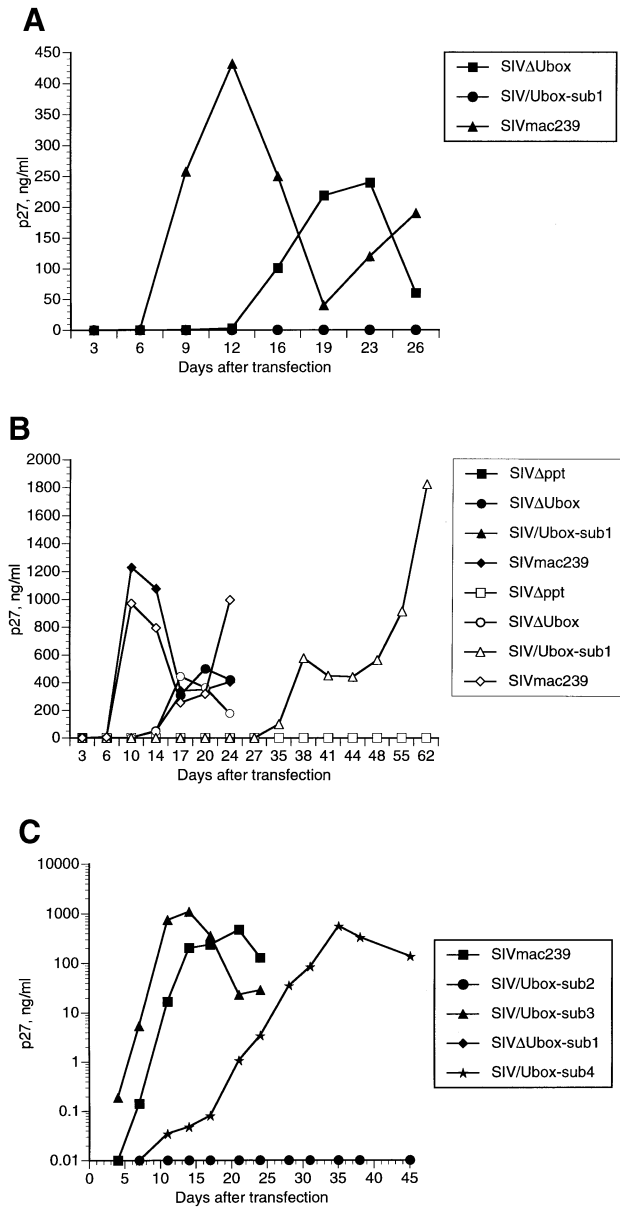 A
450
400
350
300
250
200
150
100
50
0
p27, ng/ml
3 6 9 12 16 19 23 26
Days after transfection
SIVΔUbox
SIV/Ubox-sub1
SIVmac239
B
2000
1800
1600
1400
1200
1000
800
600
400
200
0
p27, ng/ml
3 6 10 14 17 20 24 27 35 38 41 44 48 55 62
Days after transfection
SIVΔppt
SIVΔUbox
SIV/Ubox-sub1
SIVmac239
SIVΔppt
SIVΔUbox
SIV/Ubox-sub1
SIVmac239
C
10000
1000
100
10
1
0.1
0.01
p27, ng/ml
0 5 10 15 20 25 30 35 40 45
Days after transfection
SIVmac239
SIV/Ubox-sub2
SIV/Ubox-sub3
SIVΔUbox-sub1
SIV/Ubox-sub4